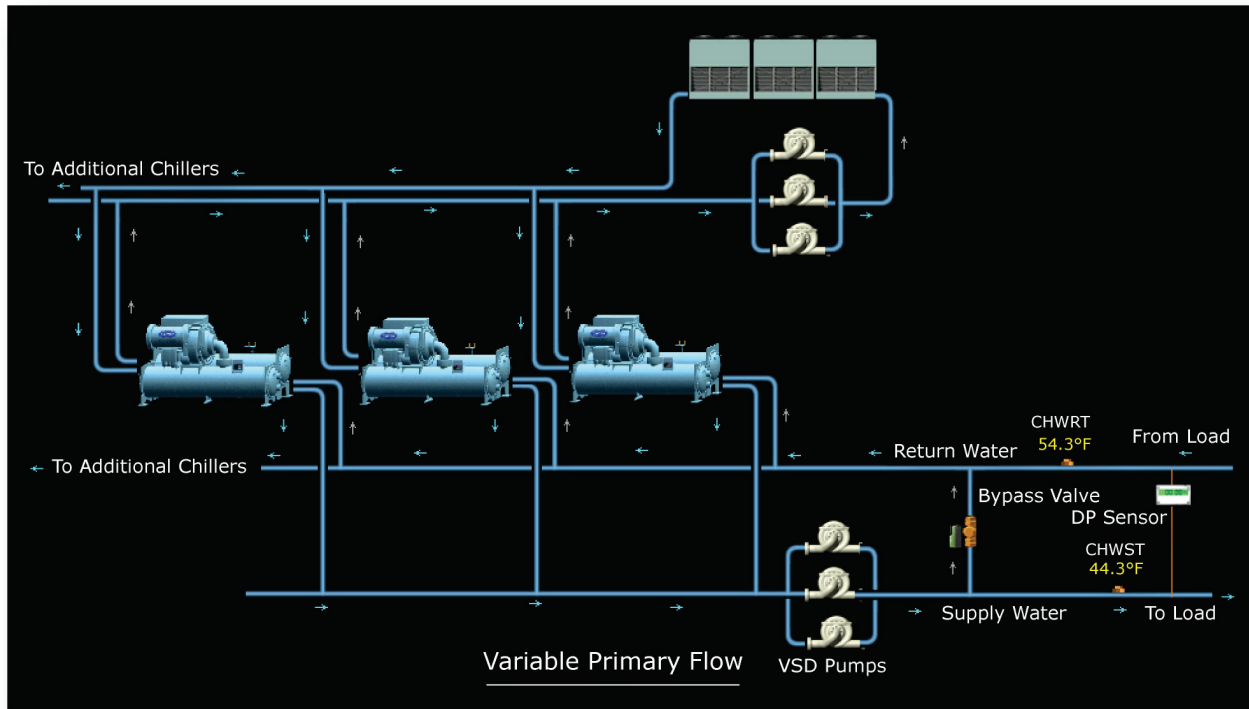 To Additional Chillers
CHWRT
54.3°F
From Load
Return Water
To Additional Chillers
Bypass Valve
DP Sensor
CHWST
44.3°F
Supply Water
To Load
Variable Primary Flow
VSD Pumps